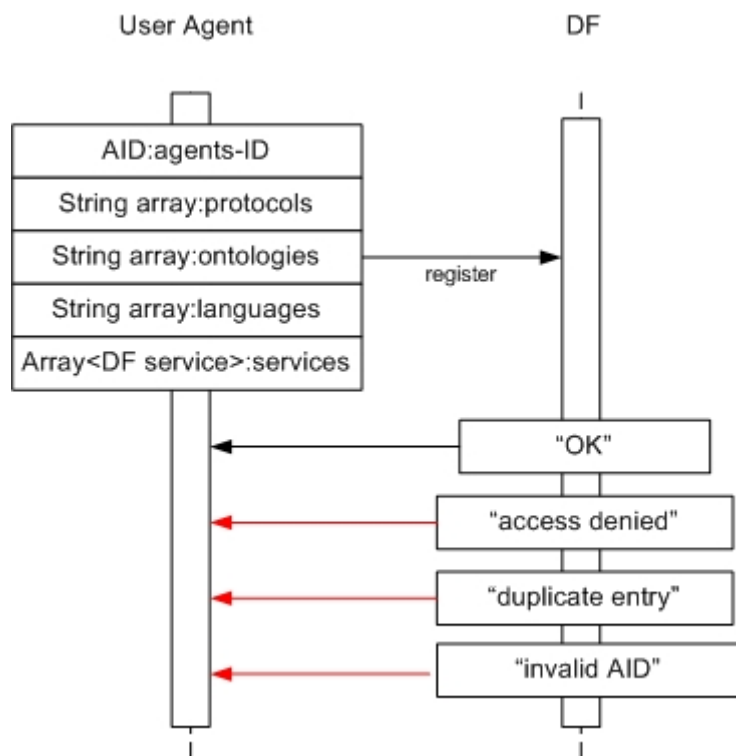 User Agent
DF
AID:agents-ID
String array:protocols
String array:ontologies
register
String array:languages
Array<DF service>:services
“OK”
“access denied”
“duplicate entry”
“invalid AID”